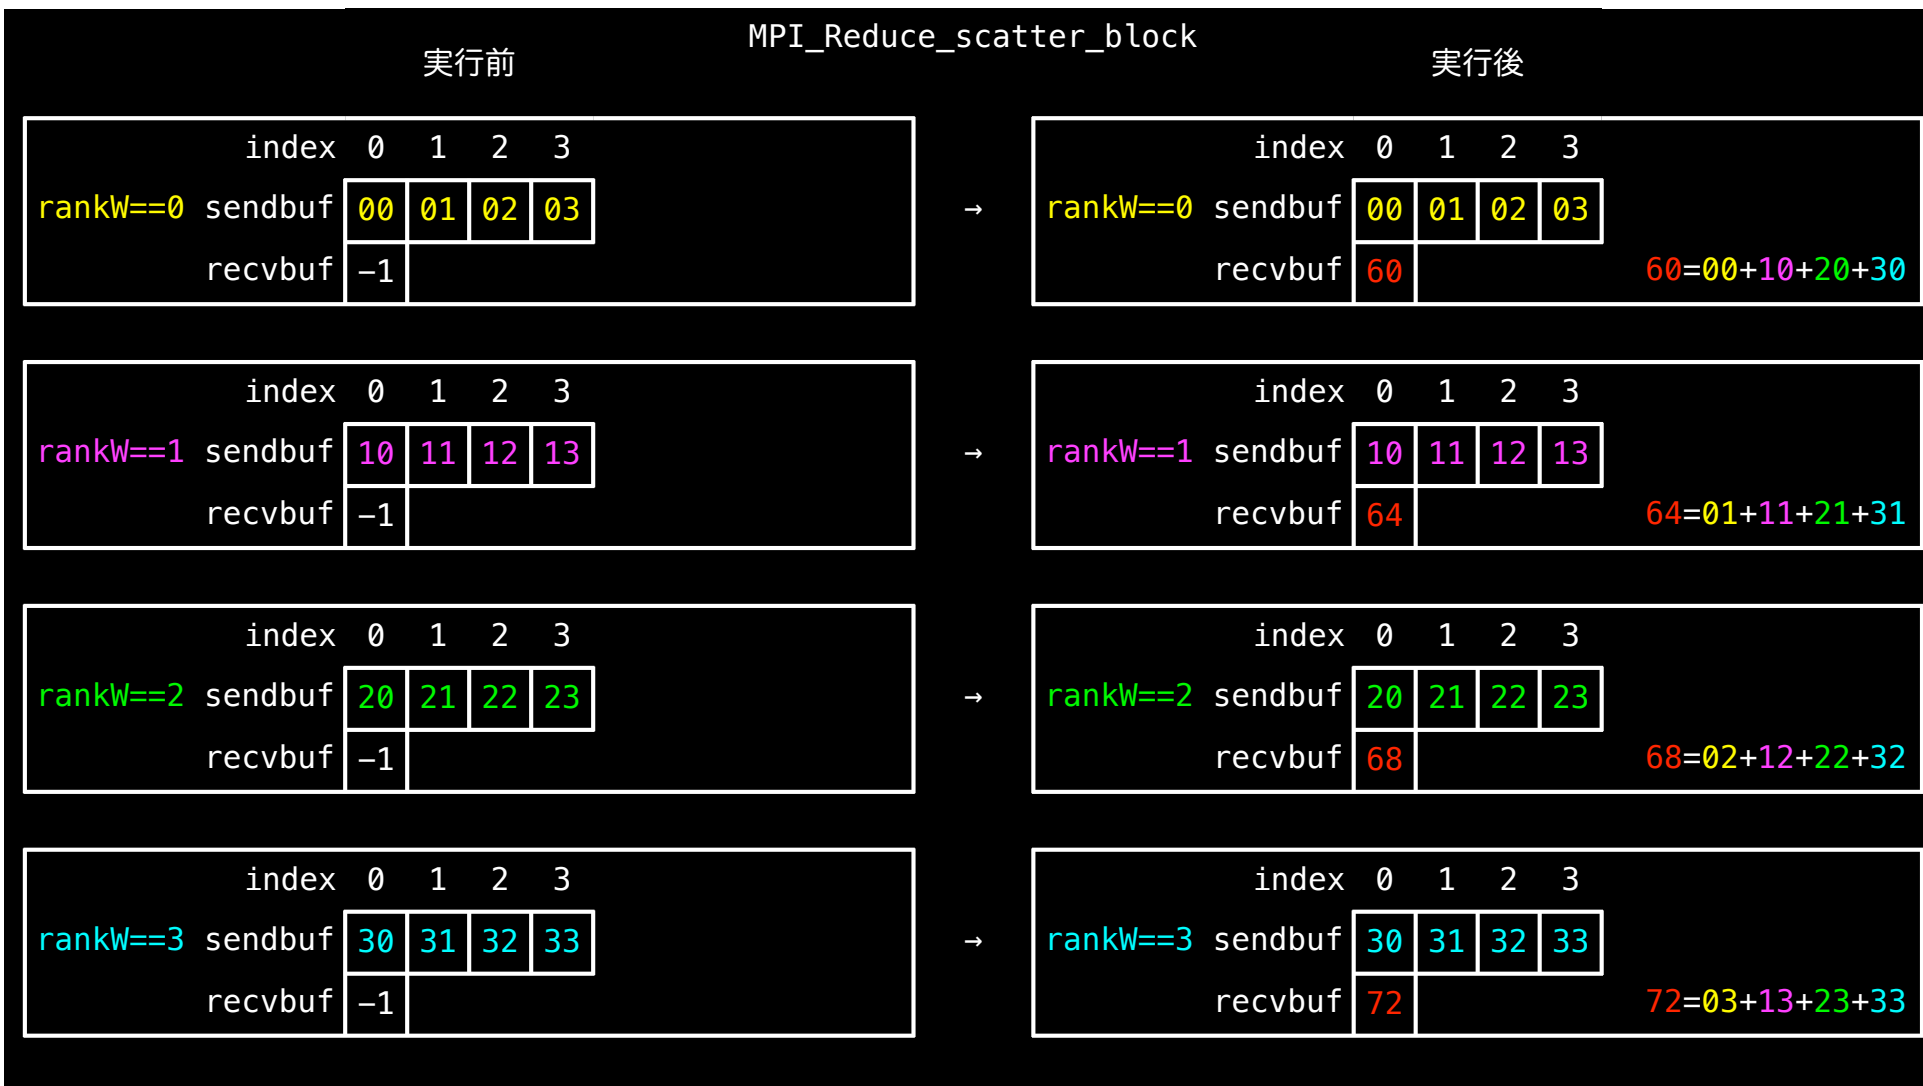 MPI_Reduce_scatter_block
実行前 実行後
index 0 1 2 3
rankW==0 sendbuf 00 01 02 03
recvbuf −1
→
index 0 1 2 3
rankW==0 sendbuf 00 01 02 03
recvbuf 60 60=00+10+20+30
index 0 1 2 3
rankW==1 sendbuf 10 11 12 13
recvbuf −1
→
index 0 1 2 3
rankW==1 sendbuf 10 11 12 13
recvbuf 64 64=01+11+21+31
index 0 1 2 3
rankW==2 sendbuf 20 21 22 23
recvbuf −1
→
index 0 1 2 3
rankW==2 sendbuf 20 21 22 23
recvbuf 68 68=02+12+22+32
index 0 1 2 3
rankW==3 sendbuf 30 31 32 33
recvbuf −1
→
index 0 1 2 3
rankW==3 sendbuf 30 31 32 33
recvbuf 72 72=03+13+23+33